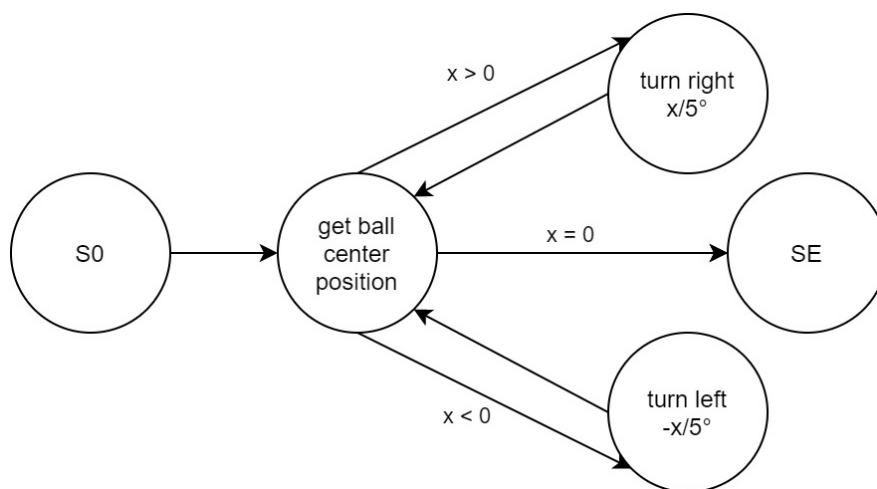 x > 0
turn right
x/5°
S0
get ball
center
position
x = 0
SE
x < 0
turn left
-x/5°